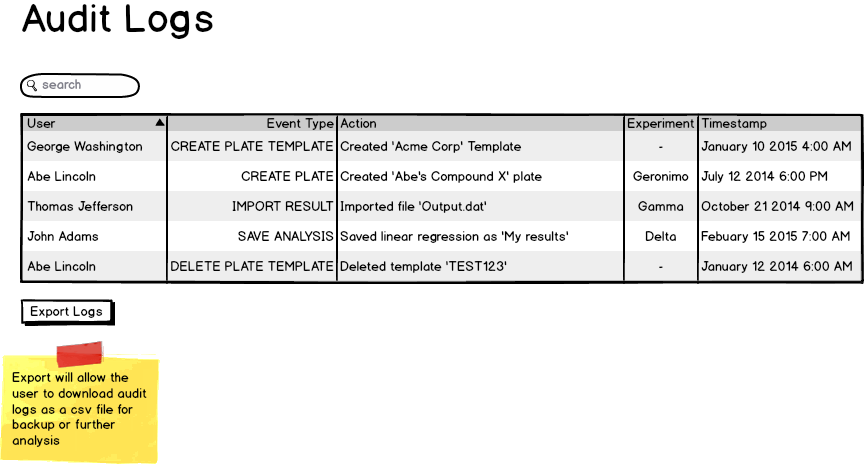 Audit Logs
search
User Event Type Action Experiment Timestamp
George Washington CREATE PLATE TEMPLATE Created 'Acme Corp' Template - January 10 2015 4:00 AM
Abe Lincoln CREATE PLATE Created 'Abe's Compound X' plate Geronimo July 12 2014 6:00 PM
Thomas Jefferson IMPORT RESULT Imported file 'Output.dat' Gamma October 21 2014 9:00 AM
John Adams SAVE ANALYSIS Saved linear regression as 'My results' Delta Febuary 15 2015 7:00 AM
Abe Lincoln DELETE PLATE TEMPLATE Deleted template 'TEST123' - January 12 2014 6:00 AM
Export Logs
Export will allow the
user to download audit
logs as a csv file for
backup or further
analysis